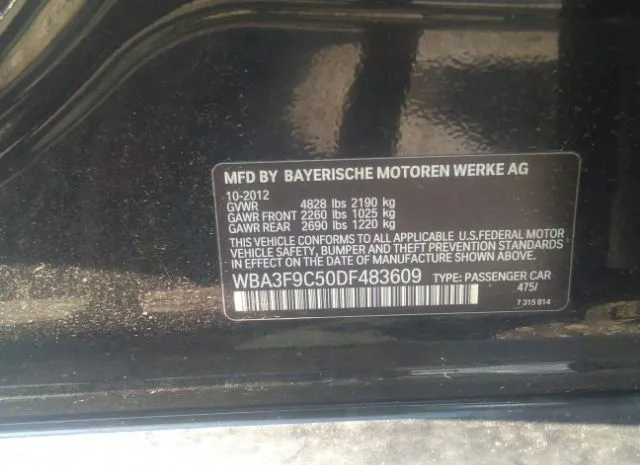 MFD BY BAYERISCHE MOTOREN WERKE AG
10-2012
GVWR 4828 lbs 2190 kg
GAWR FRONT 2260 lbs 1025 kg
GAWR REAR 2690 lbs 1220 kg
THIS VEHICLE CONFORMS TO ALL APPLICABLE U.S.FEDERAL MOTOR
VEHICLE SAFETY, BUMPER AND THEFT PREVENTION STANDARDS
IN EFFECT ON THE DATE OF MANUFACTURE SHOWN ABOVE.
WBA3F9C50DF483609 TYPE: PASSENGER CAR
475/
7 315 814